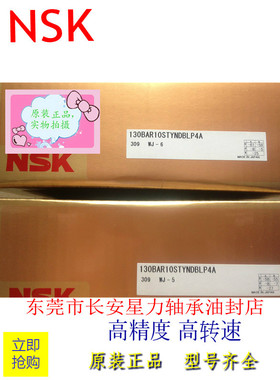 NSK
原装正品,
实物拍摄
130BAR10STYNDBLP4A
309 WJ-6
NSK
130BAR10STYNDBLP4A
309 WJ-5
NSK
东莞市长安星力轴承油封店
高精度 高转速
立即
抢购
原装正品 型号齐全